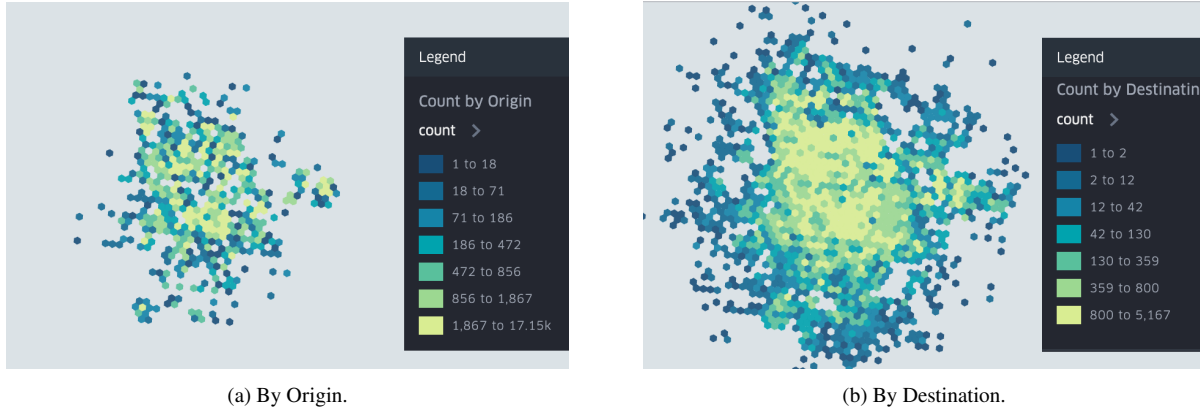 Legend
Count by Origin
count
1 to 18
18 to 71
71 to 186
186 to 472
472 to 856
856 to 1,867
1,867 to 17.15k
(a) By Origin.
Legend
Count by Destinatin
count
1 to 2
2 to 12
12 to 42
42 to 130
130 to 359
359 to 800
800 to 5,167
(b) By Destination.